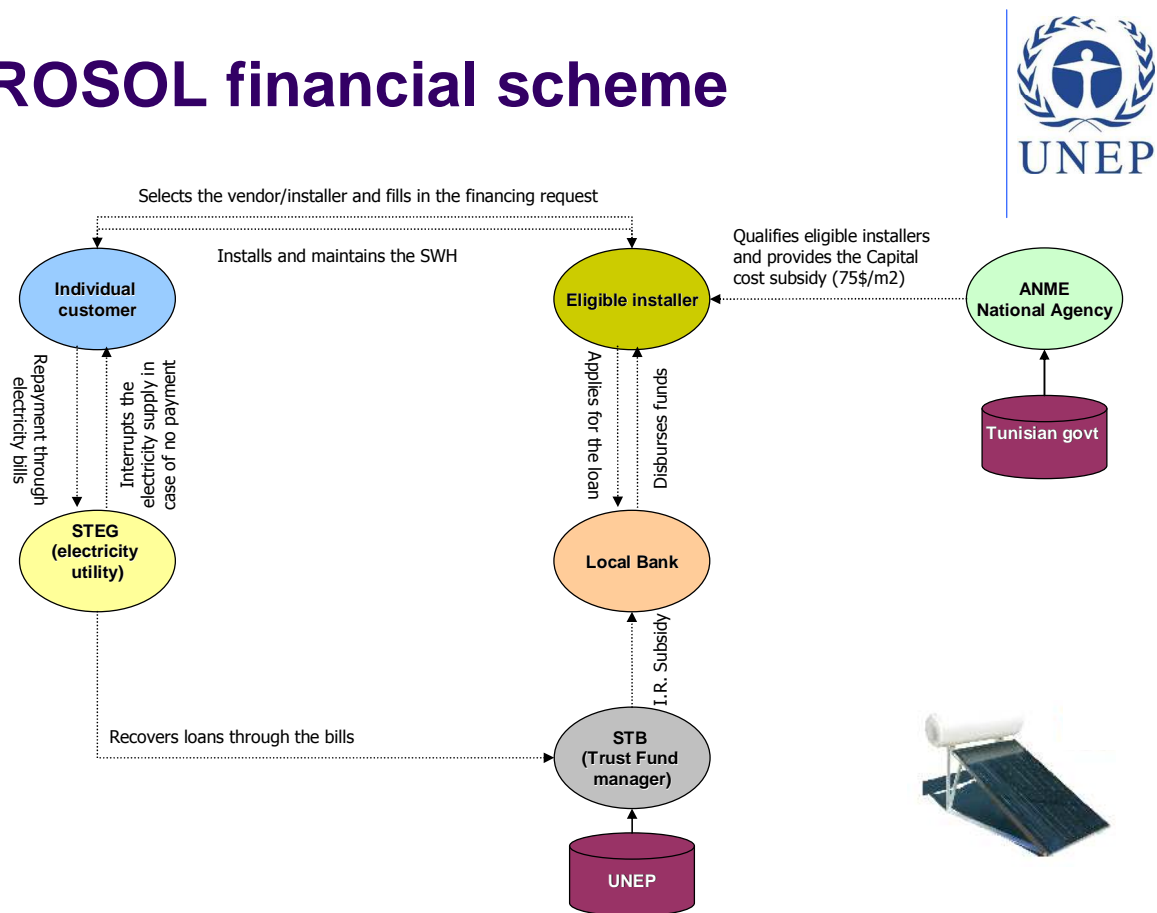 ROSOL financial scheme
UNEP
Selects the vendor/installer and fills in the financing request
Installs and maintains the SWH
Qualifies eligible installers
and provides the Capital
cost subsidy (75$/m2)
Individual
customer
Eligible installer
ANME
National Agency
Repayment through
electricity bills
Interrupts the
electricity supply in
case of no payment
Applies for the loan
Disburses funds
Tunisian govt
STEG
(electricity
utility)
Local Bank
I.R. Subsidy
Recovers loans through the bills
STB
(Trust Fund
manager)
UNEP